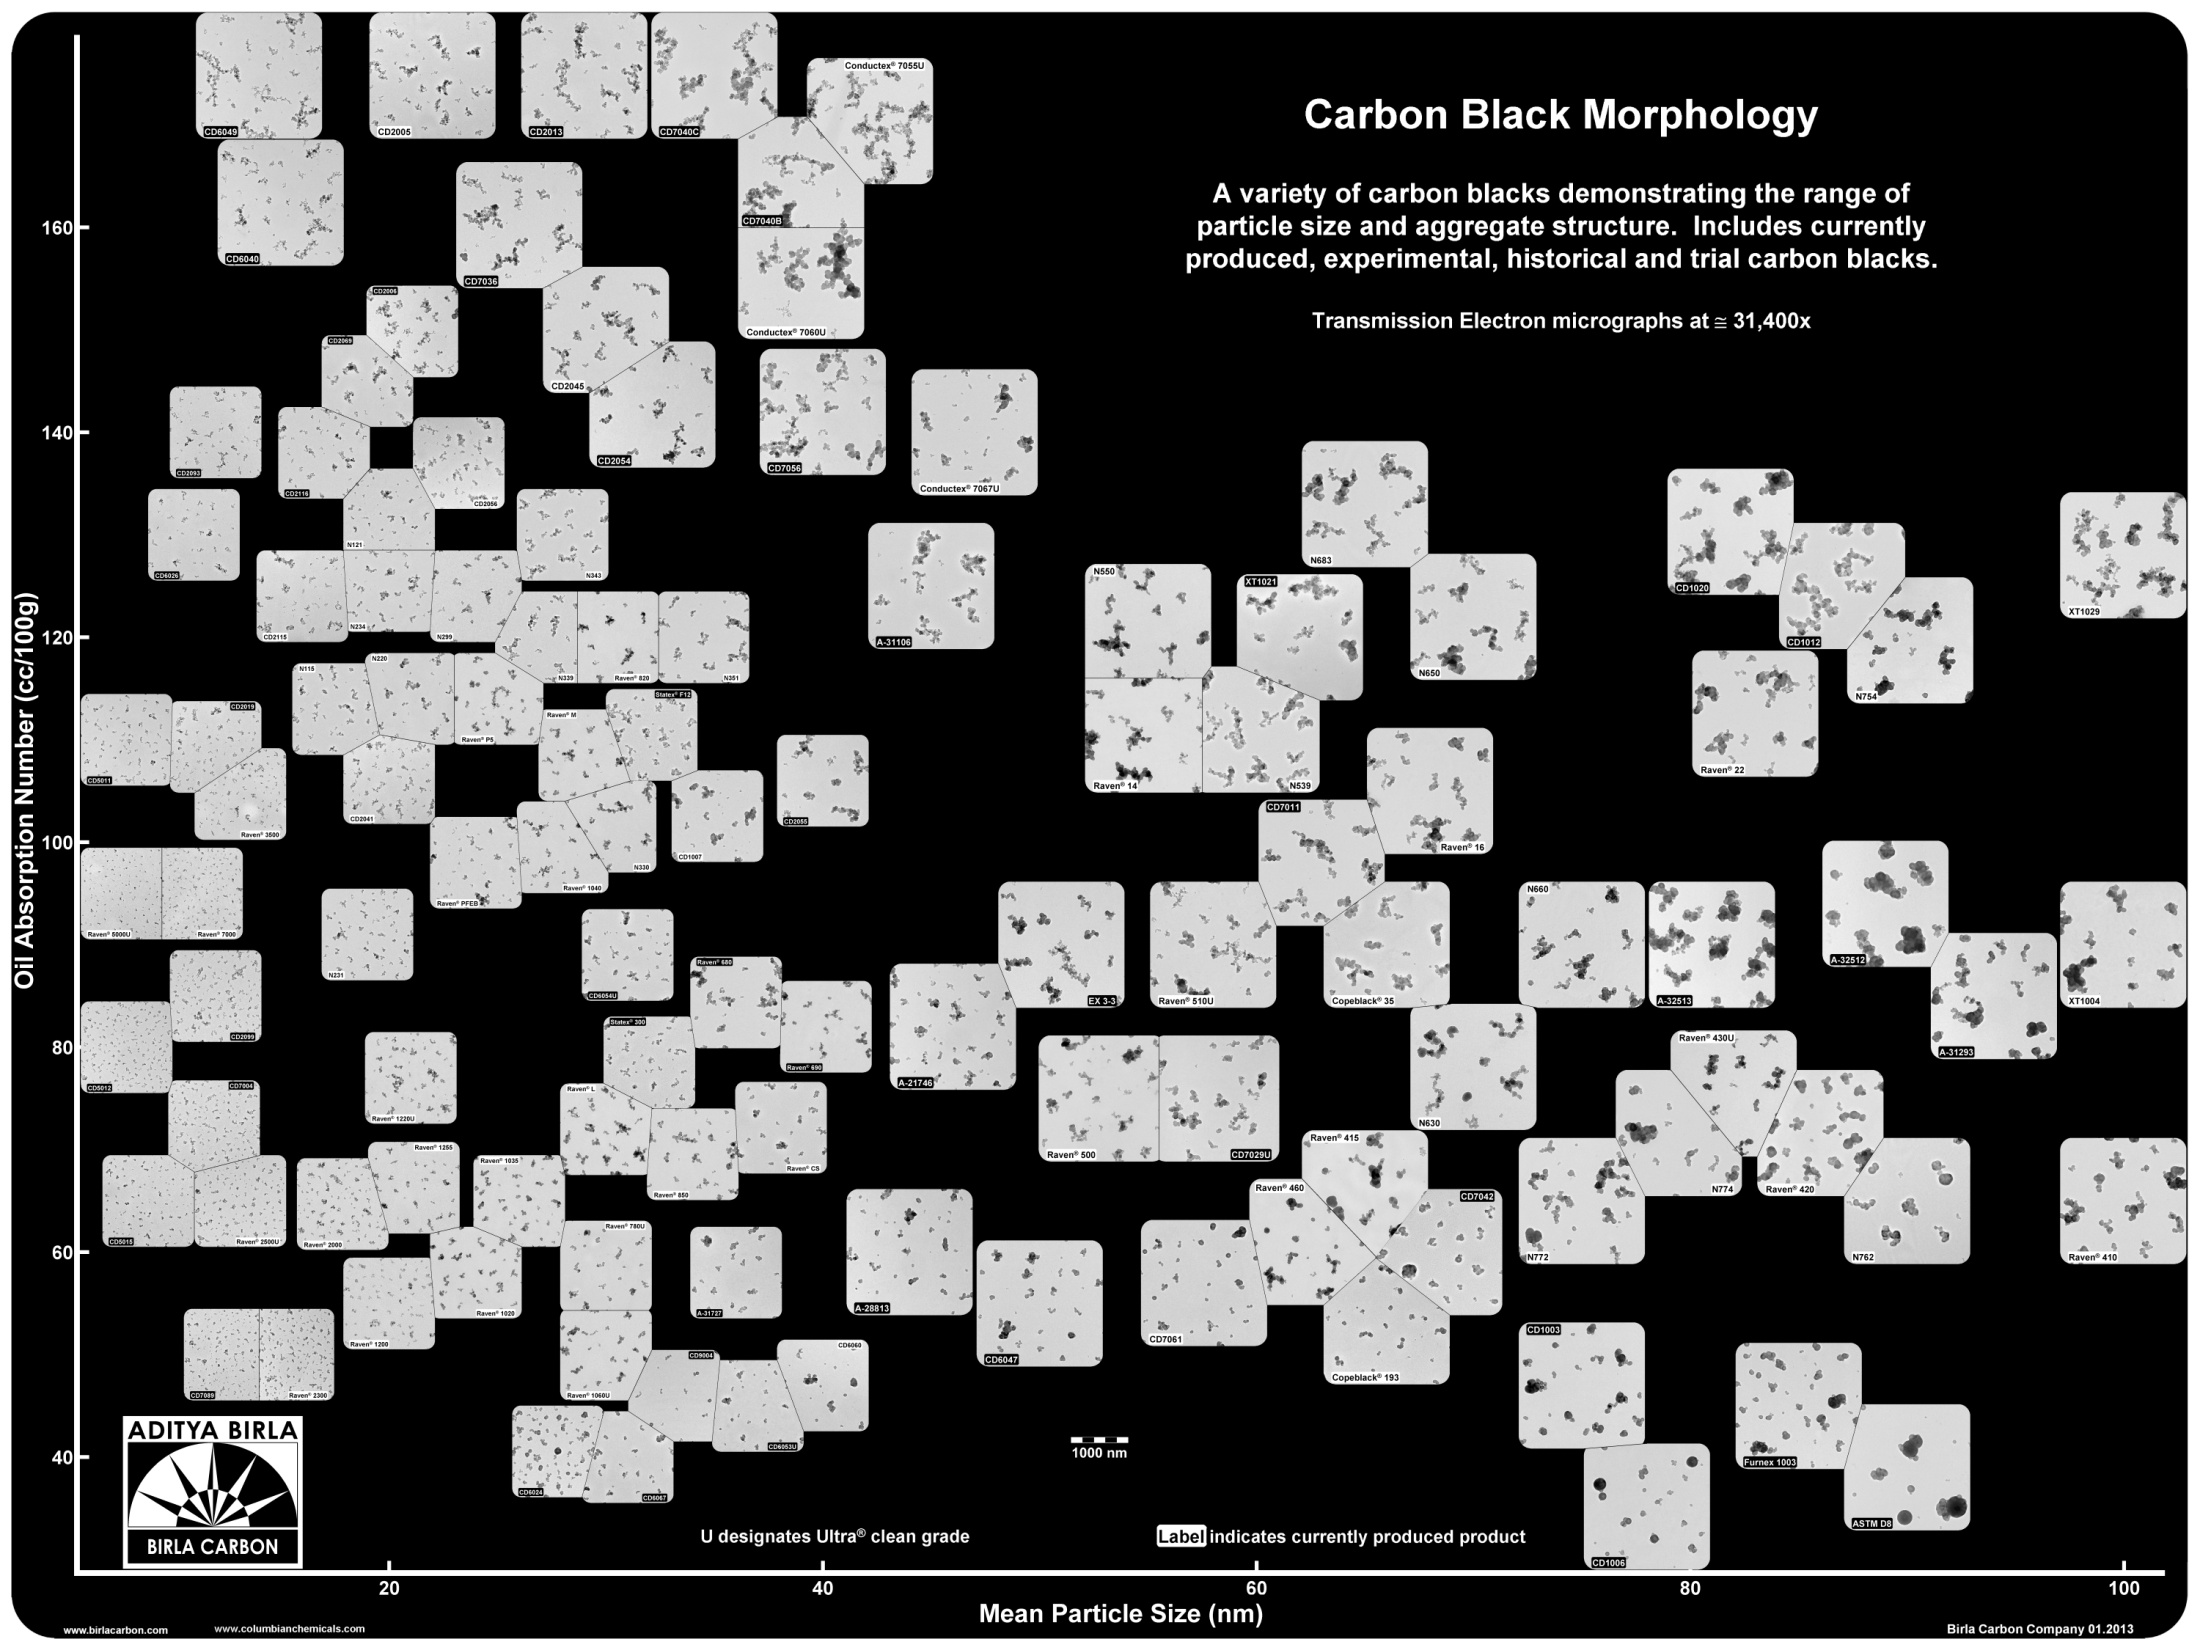 Carbon Black Morphology
A variety of carbon blacks demonstrating the range of
particle size and aggregate structure. Includes currently
produced, experimental, historical and trial carbon blacks.
Transmission Electron micrographs at ≅ 31,400x
Oil Absorption Number (cc/100g)
160
140
120
100
80
60
40
CD6049
CD2005
CD2013
CD7040C
Conductex® 7055U
CD6040
CD7036
CD7040B
Conductex® 7060U
CD2006
CD2069
CD2045
CD2054
CD7056
Conductex® 7067U
CD2093
CD2116
CD2056
CD6026
N121
N343
A-31106
CD2115
N234
N299
N339
Raven® 820
N351
N683
N550
XT1021
N650
CD1020
CD1012
N754
XT1029
N115
N220
Raven® P5
Raven® M
Statex® F12
CD5011
CD2019
Raven® 3500
CD2041
CD2055
Raven® 14
N539
Raven® 22
Raven® PFEB
Raven® 1040
N330
CD1007
CD7011
Raven® 16
Raven® 5000U
Raven® 7000
N231
CD6054U
EX 3-3
Raven® 510U
Copeblack® 35
N660
A-32513
A-32512
A-31293
XT1004
CD5012
CD2099
Raven® 680
Raven® 690
A-21746
Statex® 300
Raven® 1220U
CD7004
Raven® L
Raven® 850
Raven® CS
Raven® 500
CD7029U
N630
Raven® 430U
N774
Raven® 420
CD5015
Raven® 2500U
Raven® 2000
Raven® 1255
Raven® 1035
Raven® 415
Raven® 460
CD7042
N772
N762
Raven® 410
Raven® 780U
A-31727
A-28813
CD6047
CD7061
Copeblack® 193
Raven® 1200
Raven® 1020
CD7089
Raven® 2300
Raven® 1060U
CD9004
CD6053U
CD6060
CD6024
CD6067
CD1003
CD1006
Furnex 1003
ASTM D8
1000 nm
ADITYA BIRLA
BIRLA CARBON
U designates Ultra® clean grade
Label indicates currently produced product
20
40
60
80
100
Mean Particle Size (nm)
www.birlacarbon.com
www.columbianchemicals.com
Birla Carbon Company 01.2013